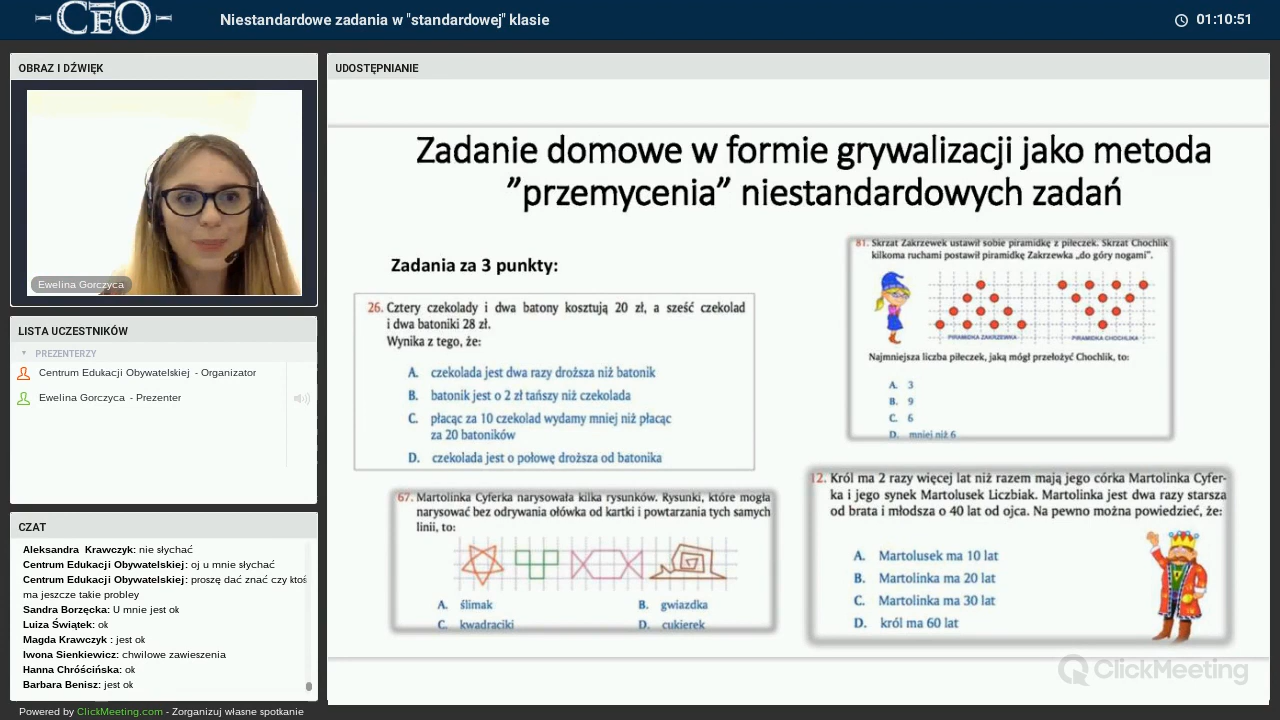 CEO
Niestandardowe zadania w "standardowej" klasie
01:10:51
OBRAZ I DŹWIĘK
Ewelina Gorczyca
LISTA UCZESTNIKÓW
PREZENTERZY
Centrum Edukacji Obywatelskiej - Organizator
Ewelina Gorczyca - Prezenter
CZAT
Aleksandra Krawczyk: nie słychać
Centrum Edukacji Obywatelskiej: oj u mnie słychać
Centrum Edukacji Obywatelskiej: proszę dać znać czy ktoś
ma jeszcze takie probley
Sandra Borzęcka: U mnie jest ok
Luiza Świątek: ok
Magda Krawczyk : jest ok
Iwona Sienkiewicz: chwilowe zawieszenia
Hanna Chróścińska: ok
Barbara Benisz: jest ok
Powered by ClickMeeting.com - Zorganizuj własne spotkanie
UDOSTĘPNIANIE
Zadanie domowe w formie grywalizacji jako metoda
”przemycenia” niestandardowych zadań
Zadania za 3 punkty:
26. Cztery czekolady i dwa batony kosztują 20 zł, a sześć czekolad
i dwa batoniki 28 zł.
Wynika z tego, że:
A. czekolada jest dwa razy droższa niż batonik
B. batonik jest o 2 zł tańszy niż czekolada
C. płacąc za 10 czekolad wydamy mniej niż płacąc
za 20 batoników
D. czekolada jest o połowę droższa od batonika
81. Skrzat Zakrzewek ustawił sobie piramidkę z piłeczek. Skrzat Chochlik
kilkoma ruchami postawił piramidkę Zakrzewka „do góry nogami”.
PIRAMIDKA ZAKRZEWKA
PIRAMIDKA CHOCHLIKA
Najmniejsza liczba piłeczek, jaką mógł przełożyć Chochlik, to:
A. 3
B. 9
C. 6
D. mniej niż 6
67. Martolinka Cyferka narysowała kilka rysunków. Rysunki, które mogła
narysować bez odrywania ołówka od kartki i powtarzania tych samych
linii, to:
A. ślimak
B. gwiazdka
C. kwadraciki
D. cukierek
12. Król ma 2 razy więcej lat niż razem mają jego córka Martolinka Cyfer-
ka i jego synek Martolusek Liczbiak. Martolinka jest dwa razy starsza
od brata i młodsza o 40 lat od ojca. Na pewno można powiedzieć, że:
A. Martolusek ma 10 lat
B. Martolinka ma 20 lat
C. Martolinka ma 30 lat
D. król ma 60 lat
ClickMeeting